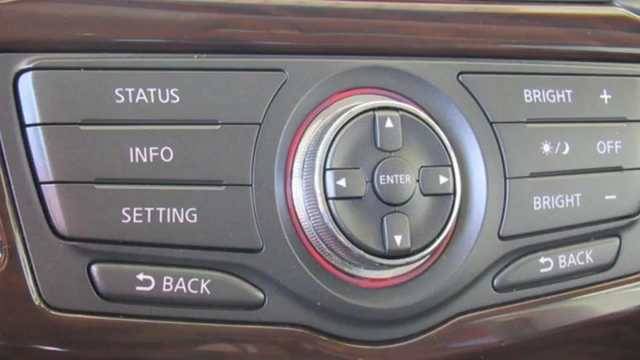 STATUS
INFO
SETTING
BACK
ENTER
BRIGHT +
OFF
BRIGHT -
BACK